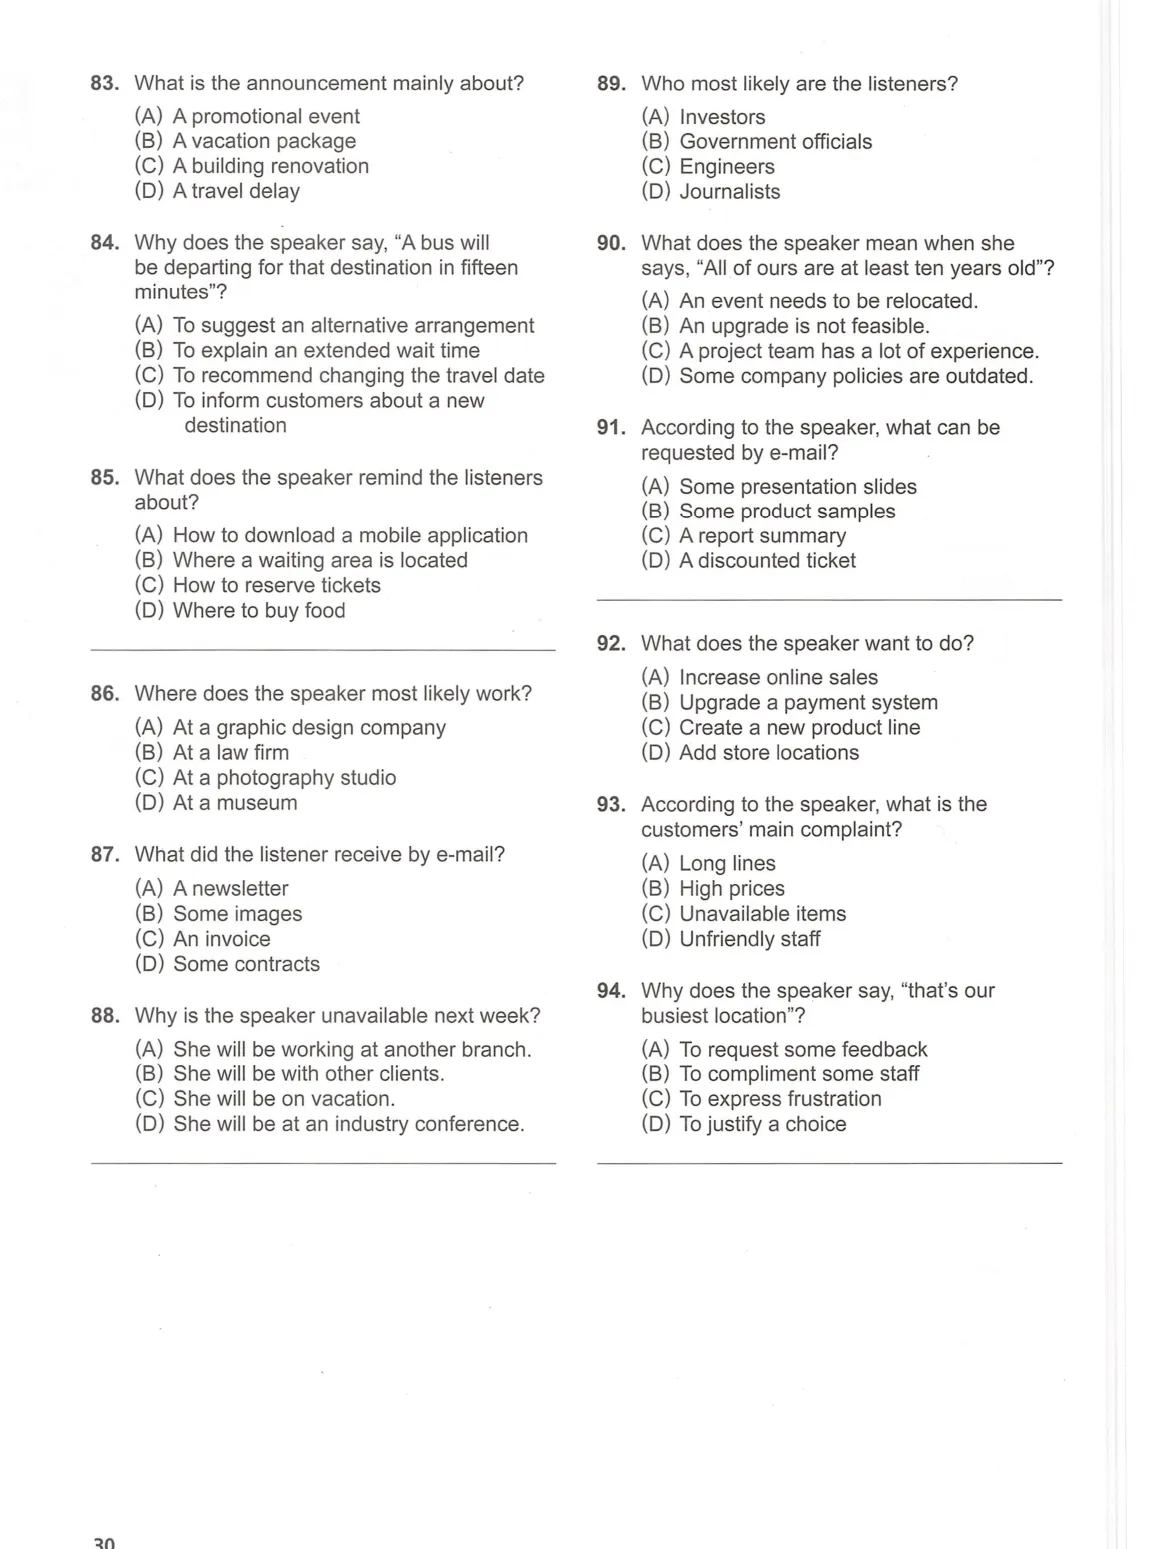 83. What is the announcement mainly about?
(A) A promotional event
(B) A vacation package
(C) A building renovation
(D) A travel delay
84. Why does the speaker say, “A bus will
be departing for that destination in fifteen
minutes”?
(A) To suggest an alternative arrangement
(B) To explain an extended wait time
(C) To recommend changing the travel date
(D) To inform customers about a new
destination
85. What does the speaker remind the listeners
about?
(A) How to download a mobile application
(B) Where a waiting area is located
(C) How to reserve tickets
(D) Where to buy food
86. Where does the speaker most likely work?
(A) At a graphic design company
(B) At a law firm
(C) At a photography studio
(D) At a museum
87. What did the listener receive by e-mail?
(A) A newsletter
(B) Some images
(C) An invoice
(D) Some contracts
88. Why is the speaker unavailable next week?
(A) She will be working at another branch.
(B) She will be with other clients.
(C) She will be on vacation.
(D) She will be at an industry conference.
89. Who most likely are the listeners?
(A) Investors
(B) Government officials
(C) Engineers
(D) Journalists
90. What does the speaker mean when she
says, “All of ours are at least ten years old”?
(A) An event needs to be relocated.
(B) An upgrade is not feasible.
(C) A project team has a lot of experience.
(D) Some company policies are outdated.
91. According to the speaker, what can be
requested by e-mail?
(A) Some presentation slides
(B) Some product samples
(C) A report summary
(D) A discounted ticket
92. What does the speaker want to do?
(A) Increase online sales
(B) Upgrade a payment system
(C) Create a new product line
(D) Add store locations
93. According to the speaker, what is the
customers’ main complaint?
(A) Long lines
(B) High prices
(C) Unavailable items
(D) Unfriendly staff
94. Why does the speaker say, “that’s our
busiest location”?
(A) To request some feedback
(B) To compliment some staff
(C) To express frustration
(D) To justify a choice
30